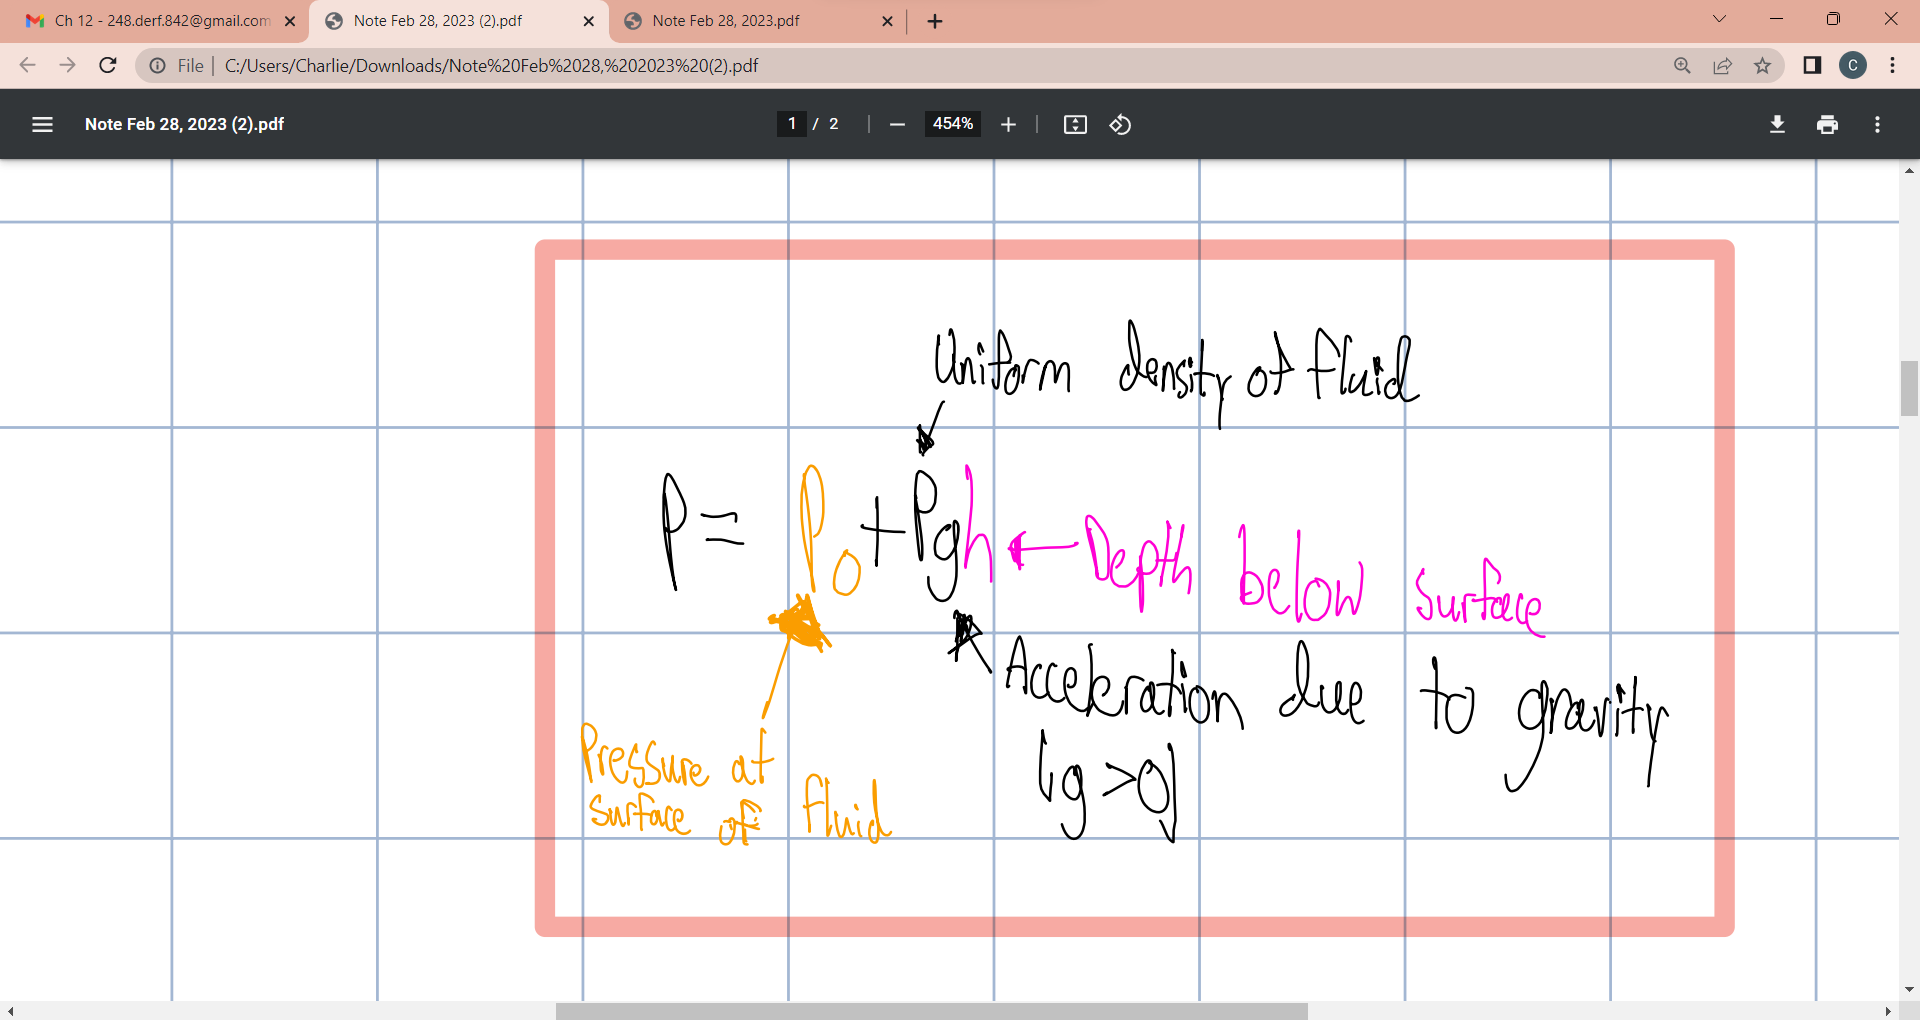 Ch 12 - 248.derf.842@gmail.com
Note Feb 28, 2023 (2).pdf
Note Feb 28, 2023.pdf
File
C:/Users/Charlie/Downloads/Note%20Feb%2028,%202023%20(2).pdf
C
Note Feb 28, 2023 (2).pdf
1 / 2
454%
Uniform density of fluid
P = P₀ + ρgh ← Depth below surface
Acceleration due to gravity
(g>0)
Pressure at
surface of fluid